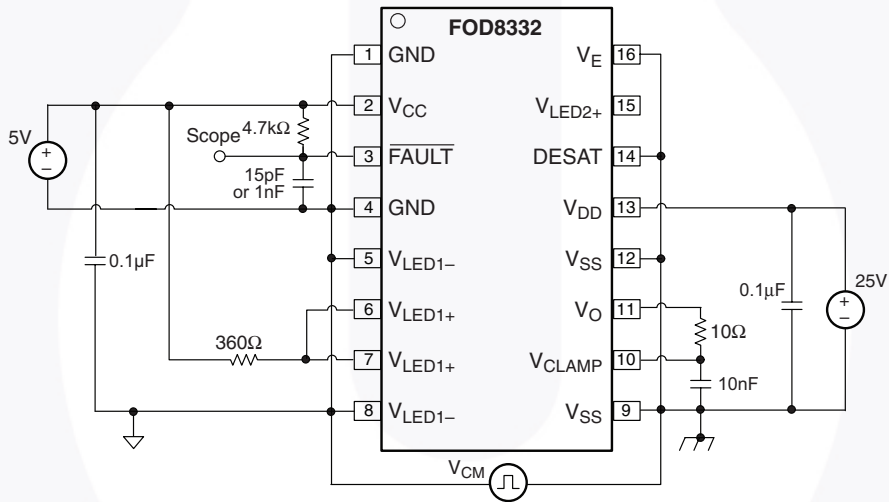 FOD8332
1 GND
VE 16
2 VCC
VLED2+ 15
5V
+
–
Scope
4.7kΩ
3 FAULT
DESAT 14
15pF
or 1nF
4 GND
VDD 13
0.1µF
5 VLED1–
VSS 12
0.1µF
25V
+
–
6 VLED1+
VO 11
10Ω
360Ω
7 VLED1+
VCLAMP 10
10nF
8 VLED1–
VSS 9
VCM